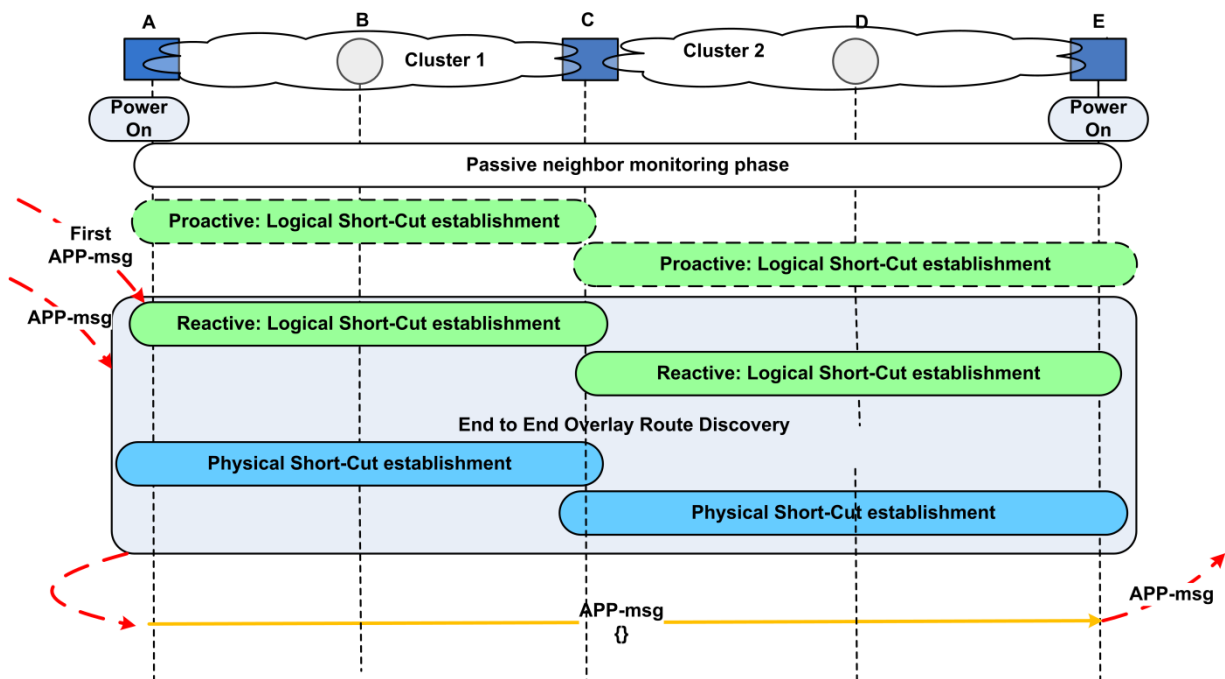 A
B
C
D
E
Cluster 1
Cluster 2
Power
On
Power
On
Passive neighbor monitoring phase
Proactive: Logical Short-Cut establishment
First
APP-msg
Proactive: Logical Short-Cut establishment
APP-msg
Reactive: Logical Short-Cut establishment
Reactive: Logical Short-Cut establishment
End to End Overlay Route Discovery
Physical Short-Cut establishment
Physical Short-Cut establishment
APP-msg
{}
APP-msg